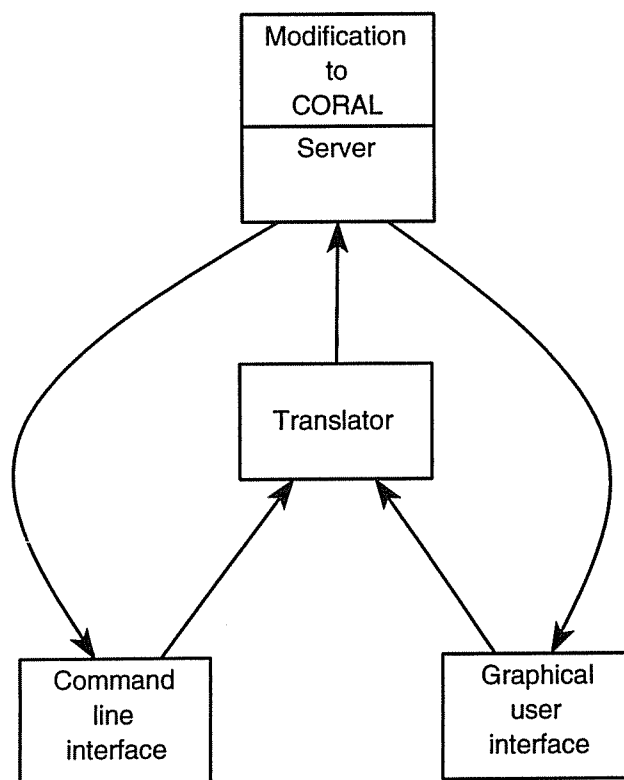 Modification
to
CORAL
Server
Translator
Command
line
interface
Graphical
user
interface